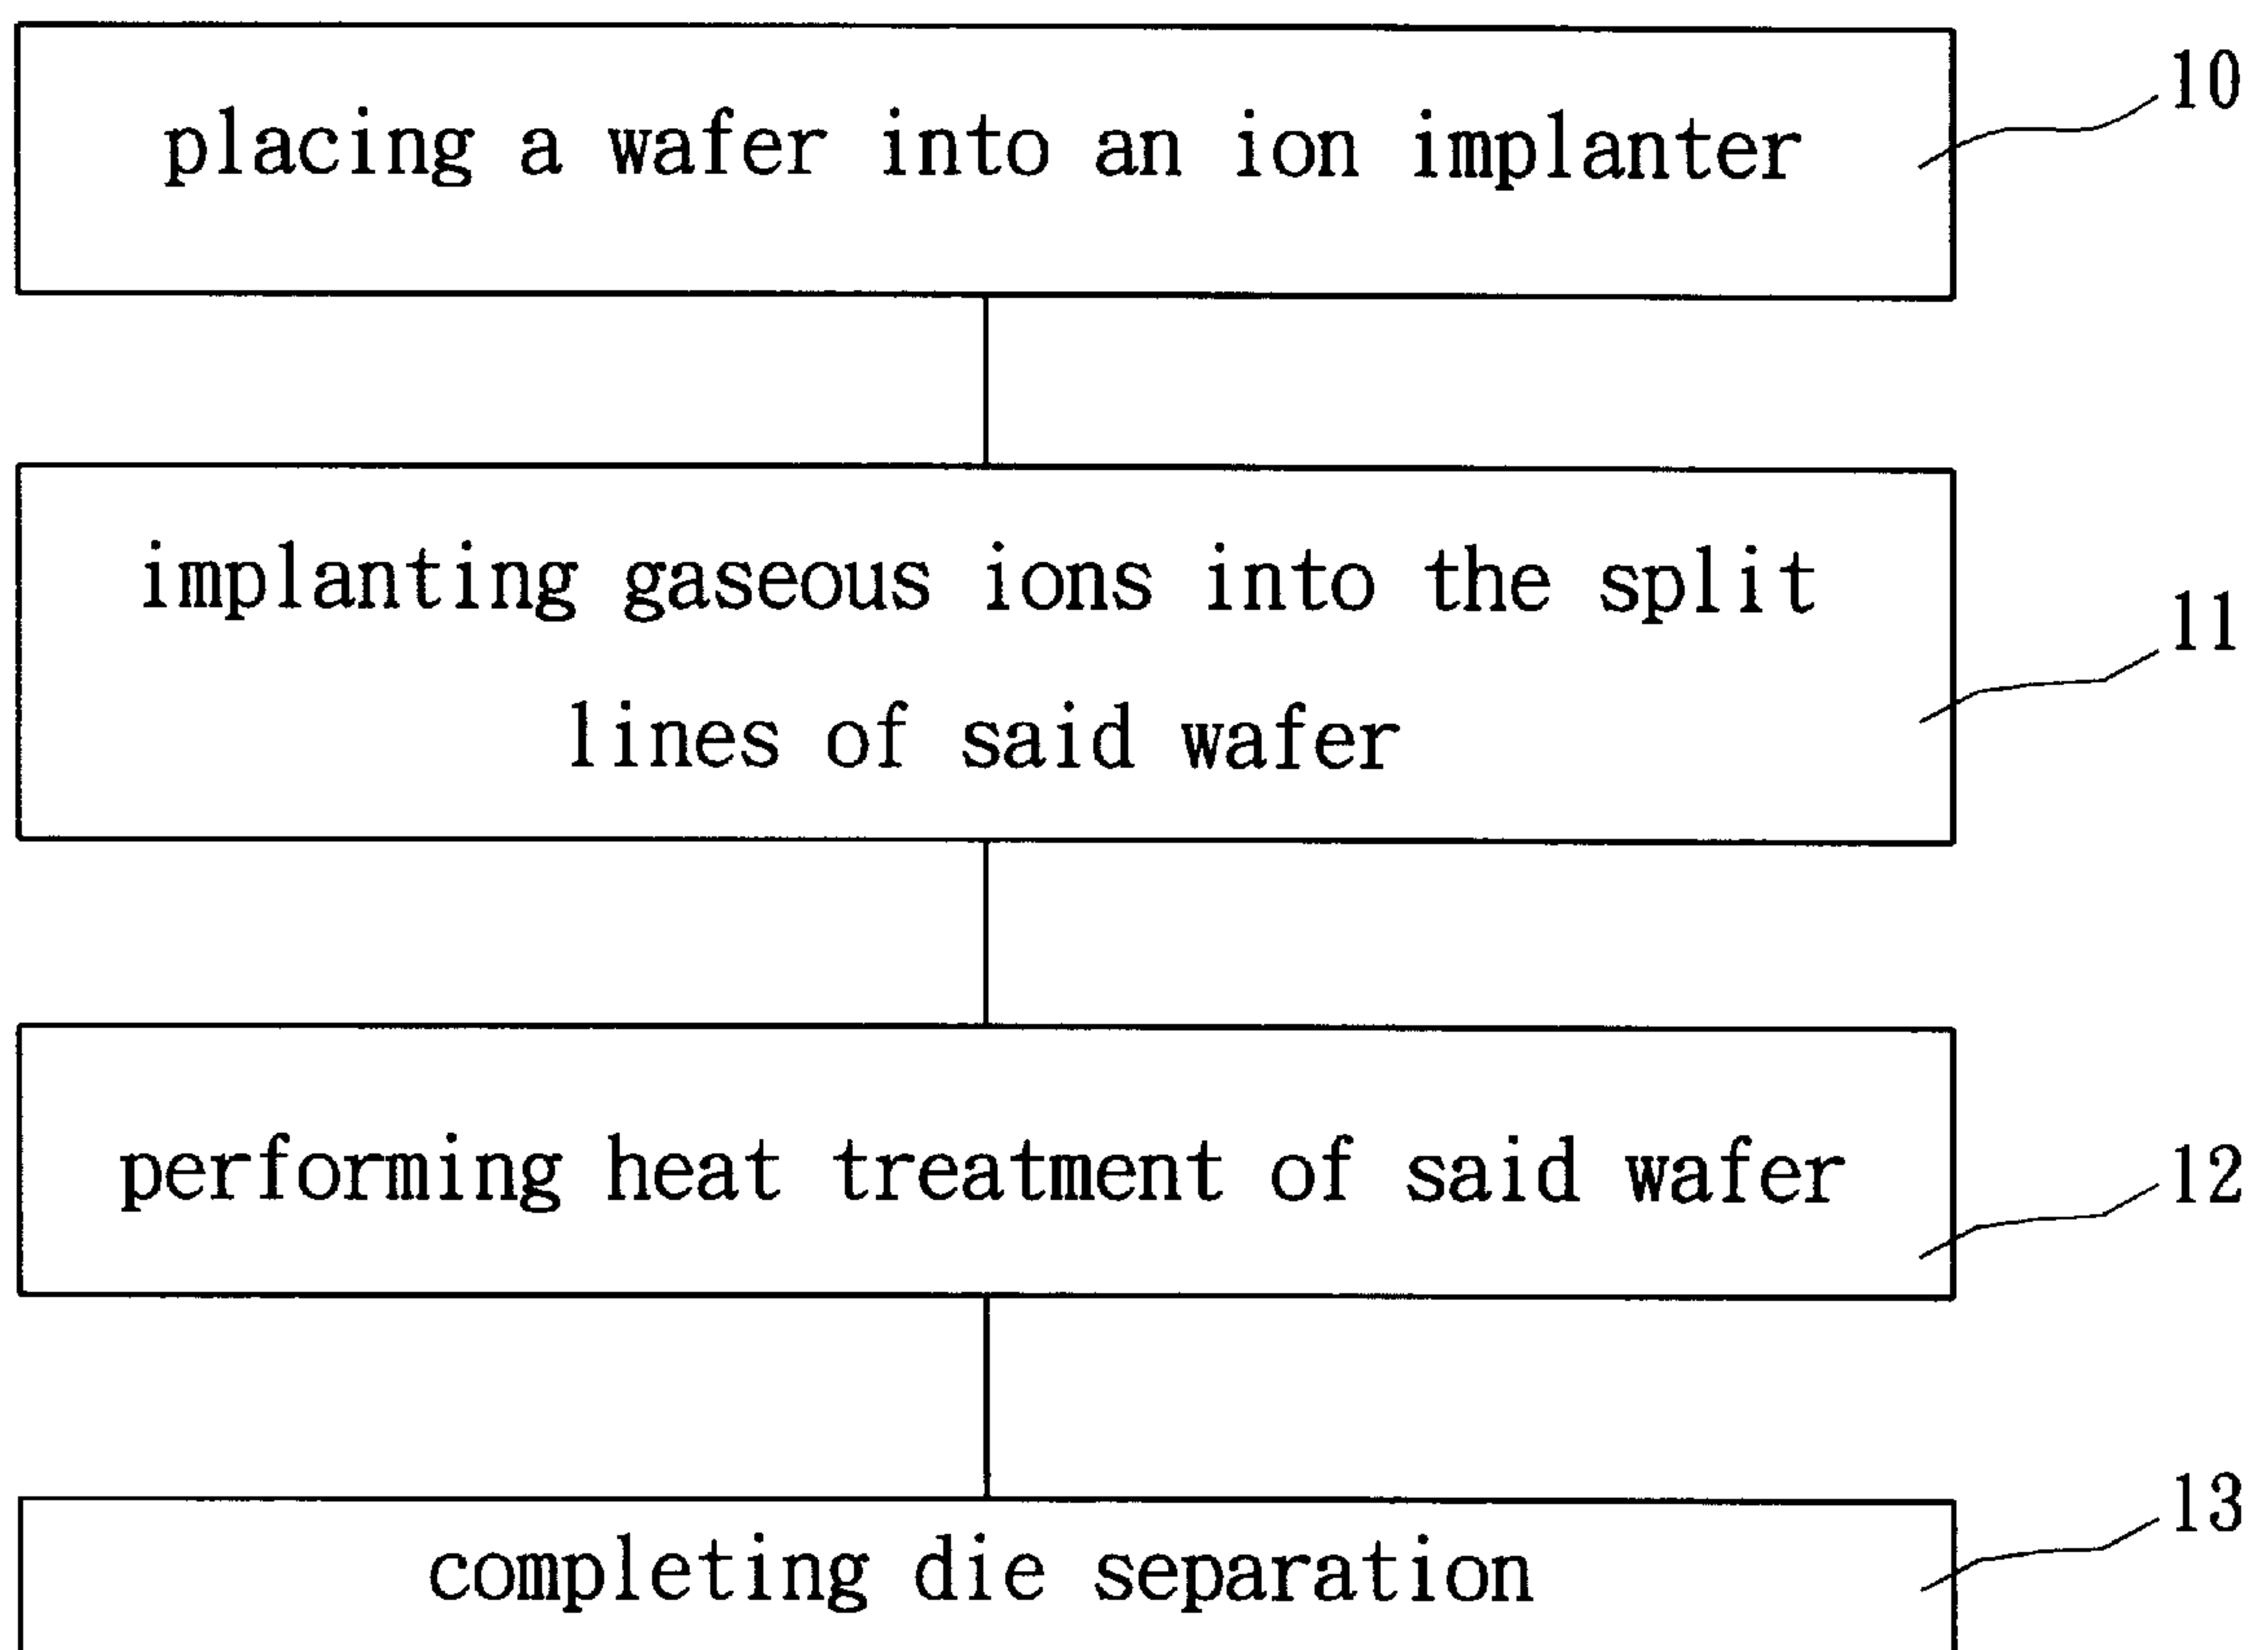 placing a wafer into an ion implanter
10
implanting gaseous ions into the split
lines of said wafer
11
performing heat treatment of said wafer
12
completing die separation
13